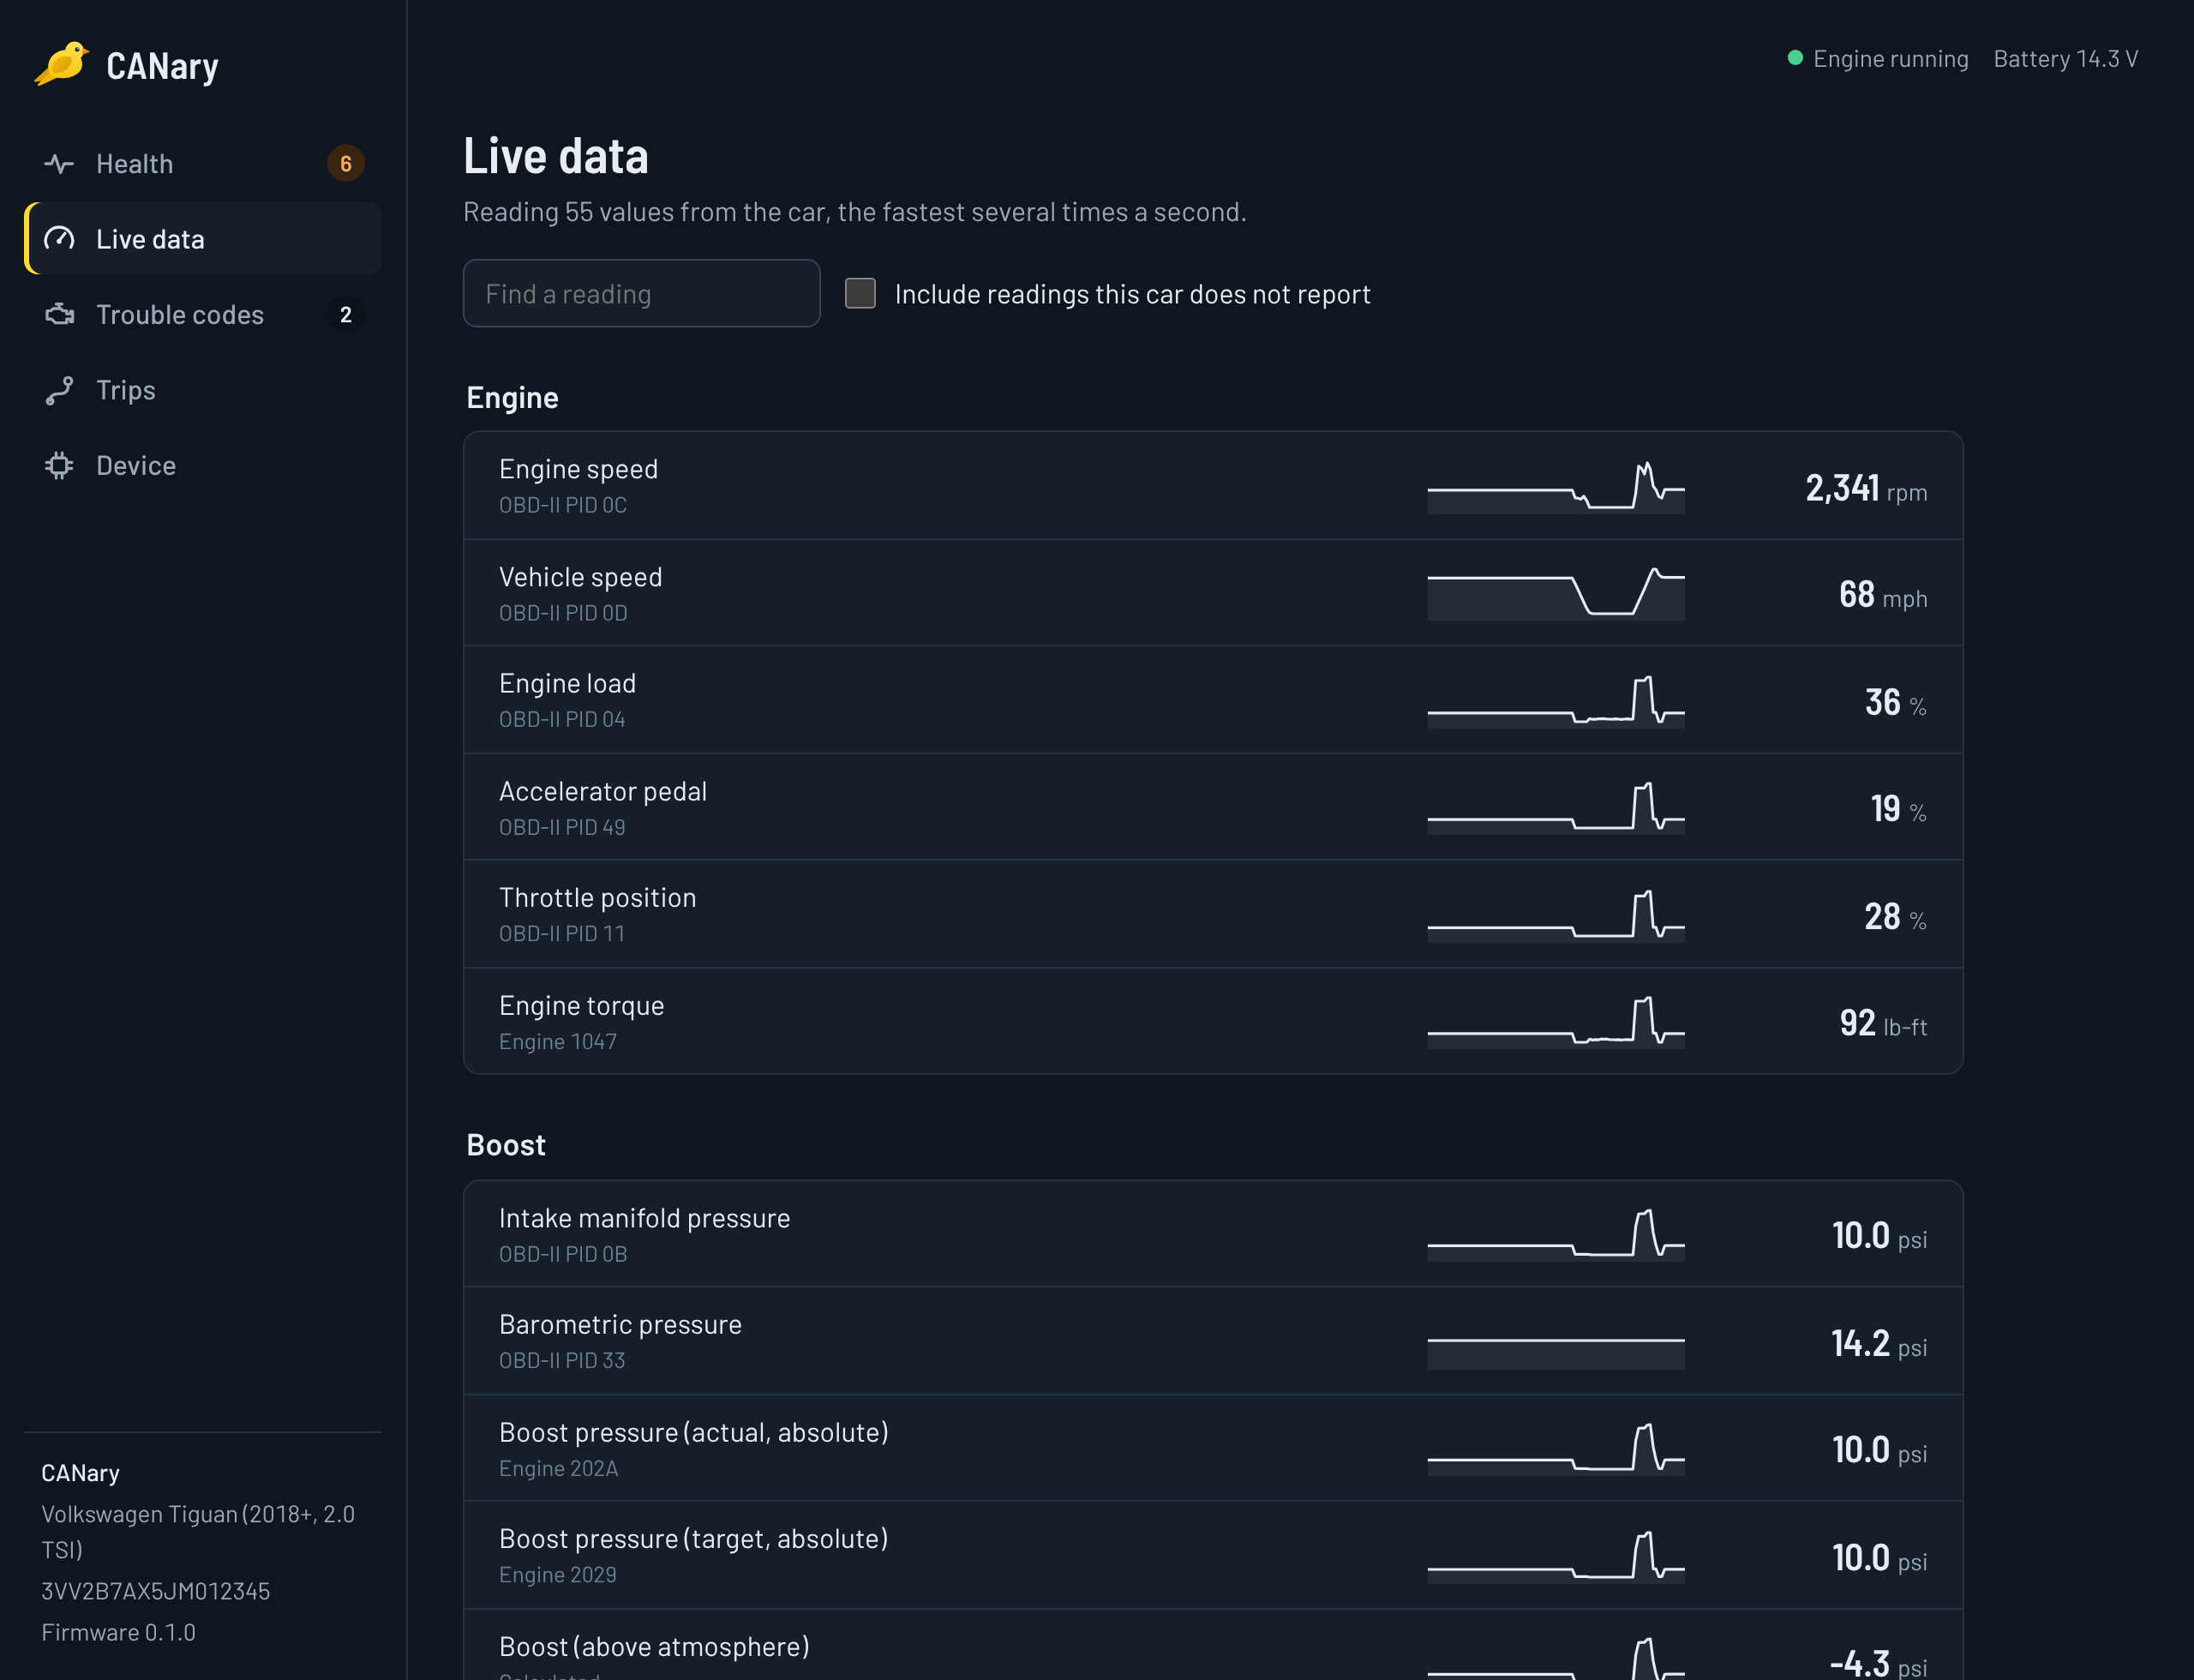 CANary
Engine running Battery 14.3 V
Health 6
Live data
Trouble codes 2
Trips
Device
Live data
Reading 55 values from the car, the fastest several times a second.
Find a reading
Include readings this car does not report
Engine
Engine speed
OBD-II PID 0C
2,341 rpm
Vehicle speed
OBD-II PID 0D
68 mph
Engine load
OBD-II PID 04
36 %
Accelerator pedal
OBD-II PID 49
19 %
Throttle position
OBD-II PID 11
28 %
Engine torque
Engine 1047
92 lb-ft
Boost
Intake manifold pressure
OBD-II PID 0B
10.0 psi
Barometric pressure
OBD-II PID 33
14.2 psi
Boost pressure (actual, absolute)
Engine 202A
10.0 psi
Boost pressure (target, absolute)
Engine 2029
10.0 psi
Boost (above atmosphere)
-4.3 psi
CANary
Volkswagen Tiguan (2018+, 2.0
TSI)
3VV2B7AX5JM012345
Firmware 0.1.0